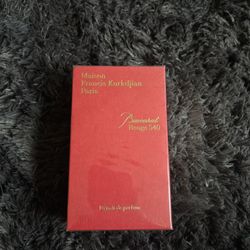 Maison
Francis Kurkdjian
Paris
Baccarat
Rouge 540
Extrait de parfum